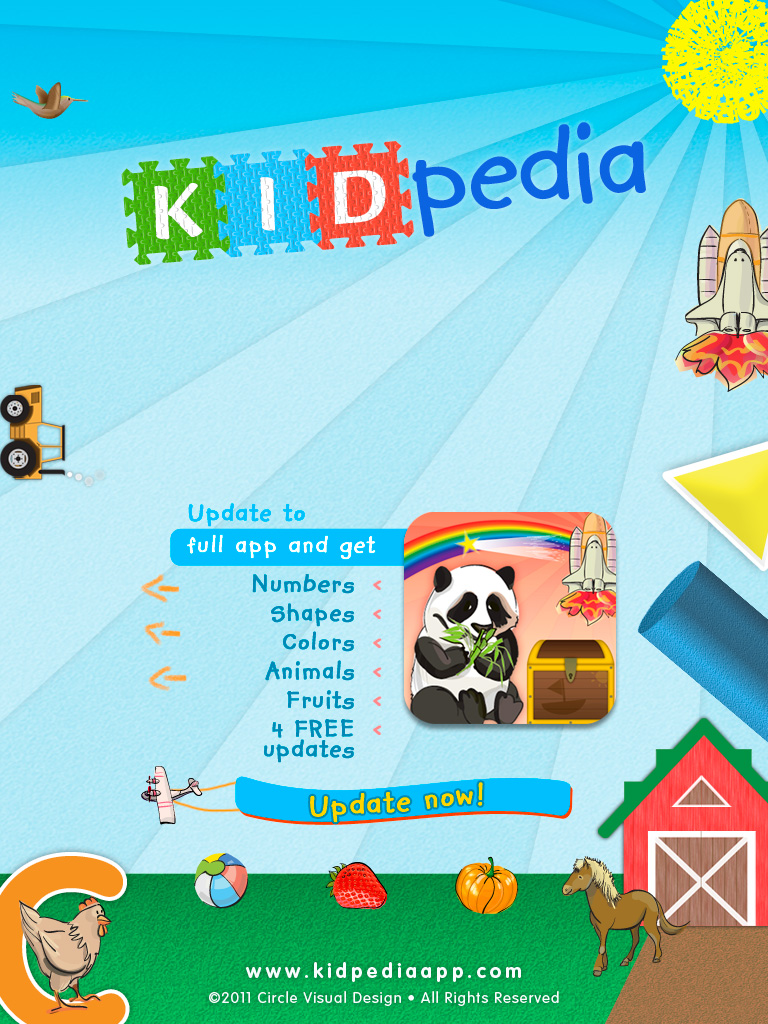 KIDpedia
Update to
full app and get
Numbers <
Shapes <
Colors <
Animals <
Fruits <
4 FREE <
updates
Update now!
C
www.kidpediaapp.com
©2011 Circle Visual Design • All Rights Reserved